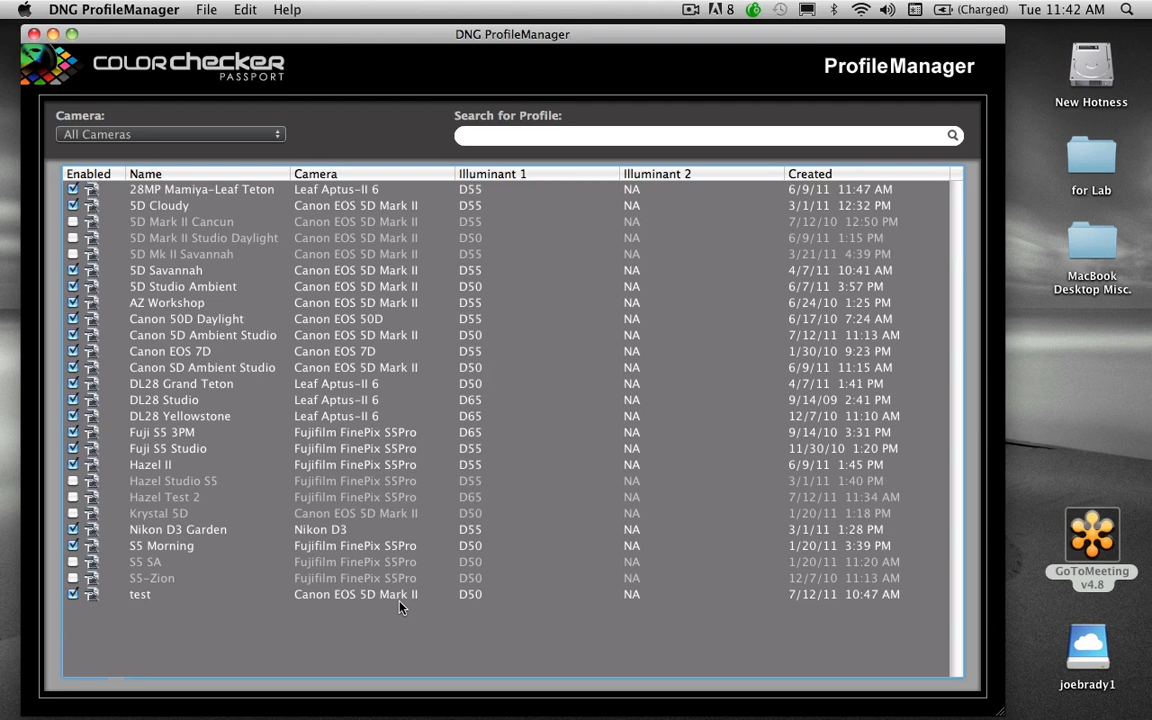 DNG ProfileManager File Edit Help 8 (Charged) Tue 11:42 AM
DNG ProfileManager
colorchecker PASSPORT
ProfileManager
Camera:
All Cameras
Search for Profile:
Enabled Name Camera Illuminant 1 Illuminant 2 Created
28MP Mamiya-Leaf Teton Leaf Aptus-II 6 D55 NA 6/9/11 11:47 AM
5D Cloudy Canon EOS 5D Mark II D55 NA 3/1/11 12:32 PM
5D Mark II Cancun Canon EOS 5D Mark II D55 NA 7/12/10 12:50 PM
5D Mark II Studio Daylight Canon EOS 5D Mark II D50 NA 6/9/11 1:15 PM
5D Mk II Savannah Canon EOS 5D Mark II D55 NA 3/21/11 4:39 PM
5D Savannah Canon EOS 5D Mark II D55 NA 4/7/11 10:41 AM
5D Studio Ambient Canon EOS 5D Mark II D50 NA 6/7/11 3:57 PM
AZ Workshop Canon EOS 5D Mark II D55 NA 6/24/10 1:25 PM
Canon 50D Daylight Canon EOS 50D D55 NA 6/17/10 7:24 AM
Canon 5D Ambient Studio Canon EOS 5D Mark II D50 NA 7/12/11 11:13 AM
Canon EOS 7D Canon EOS 7D D55 NA 1/30/10 9:23 PM
Canon SD Ambient Studio Canon EOS 5D Mark II D50 NA 6/9/11 11:15 AM
DL28 Grand Teton Leaf Aptus-II 6 D50 NA 4/7/11 1:41 PM
DL28 Studio Leaf Aptus-II 6 D65 NA 9/14/09 2:41 PM
DL28 Yellowstone Leaf Aptus-II 6 D55 NA 12/7/10 11:10 AM
Fuji S5 3PM Fujifilm FinePix S5Pro D65 NA 9/14/10 3:31 PM
Fuji S5 Studio Fujifilm FinePix S5Pro D55 NA 11/30/10 1:20 PM
Hazel II Fujifilm FinePix S5Pro D55 NA 6/9/11 1:45 PM
Hazel Studio S5 Fujifilm FinePix S5Pro D55 NA 3/1/11 1:40 PM
Hazel Test 2 Fujifilm FinePix S5Pro D65 NA 7/12/11 11:34 AM
Krystal 5D Canon EOS 5D Mark II D50 NA 1/20/11 1:18 PM
Nikon D3 Garden Nikon D3 D55 NA 3/1/11 1:28 PM
S5 Morning Fujifilm FinePix S5Pro D50 NA 1/20/11 3:39 PM
S5 SA Fujifilm FinePix S5Pro D50 NA 1/20/11 11:20 AM
S5-Zion Fujifilm FinePix S5Pro D50 NA 12/7/10 11:13 AM
test Canon EOS 5D Mark II D50 NA 7/12/11 10:47 AM
New Hotness
for Lab
MacBook
Desktop Misc.
GoToMeeting
v4.8
joebrady1